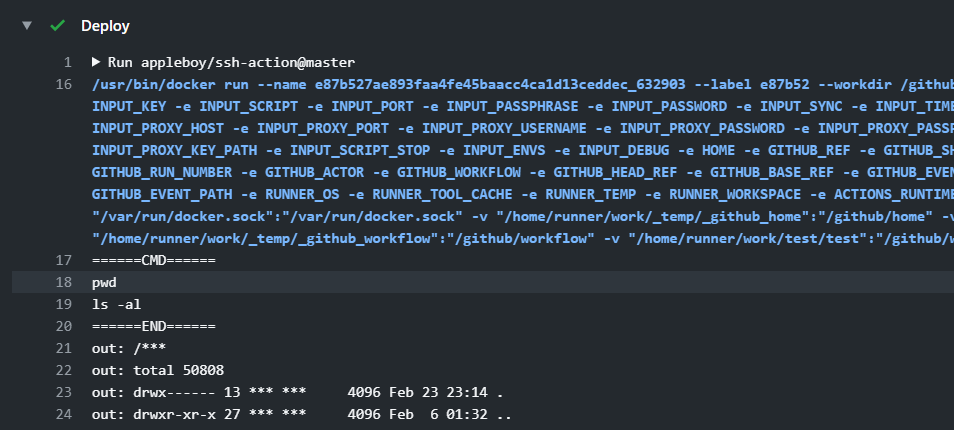 Deploy
1 Run appleboy/ssh-action@master
16 /usr/bin/docker run --name e87b527ae893faa4fe45baacc4ca1d13ceddec_632903 --label e87b52 --workdir /github
INPUT_KEY -e INPUT_SCRIPT -e INPUT_PORT -e INPUT_PASSPHRASE -e INPUT_PASSWORD -e INPUT_SYNC -e INPUT_TIME
INPUT_PROXY_HOST -e INPUT_PROXY_PORT -e INPUT_PROXY_USERNAME -e INPUT_PROXY_PASSWORD -e INPUT_PROXY_PASSP
INPUT_PROXY_KEY_PATH -e INPUT_SCRIPT_STOP -e INPUT_ENVS -e INPUT_DEBUG -e HOME -e GITHUB_REF -e GITHUB_SH
GITHUB_RUN_NUMBER -e GITHUB_ACTOR -e GITHUB_WORKFLOW -e GITHUB_HEAD_REF -e GITHUB_BASE_REF -e GITHUB_EVEN
GITHUB_EVENT_PATH -e RUNNER_OS -e RUNNER_TOOL_CACHE -e RUNNER_TEMP -e RUNNER_WORKSPACE -e ACTIONS_RUNTIME
"/var/run/docker.sock":"/var/run/docker.sock" -v "/home/runner/work/_temp/_github_home":"/github/home" -v
"/home/runner/work/_temp/_github_workflow":"/github/workflow" -v "/home/runner/work/test/test":"/github/w
17 ======CMD======
18 pwd
19 ls -al
20 ======END======
21 out: /***
22 out: total 50808
23 out: drwx------ 13 *** ***     4096 Feb 23 23:14 .
24 out: drwxr-xr-x 27 *** ***     4096 Feb  6 01:32 ..